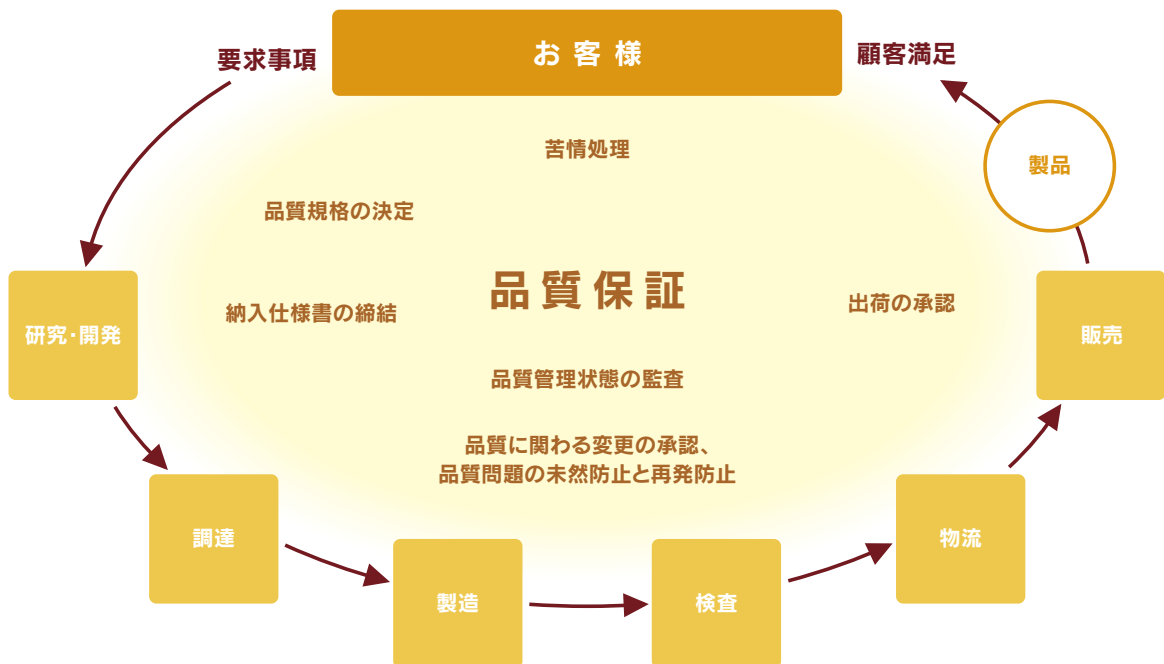 要求事項
お客様
顧客満足
苦情処理
製品
品質規格の決定
品質保証
納入仕様書の締結
出荷の承認
研究・開発
販売
品質管理状態の監査
品質に関わる変更の承認、
品質問題の未然防止と再発防止
調達
物流
製造
検査